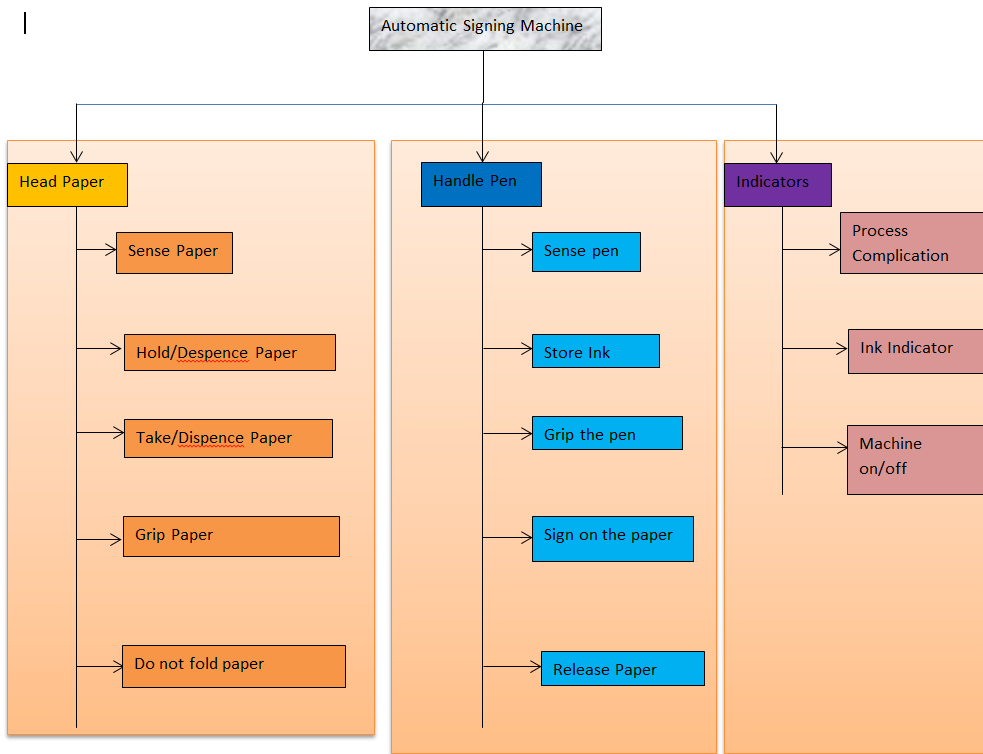 Automatic Signing Machine
Head Paper
Sense Paper
Hold/Despence Paper
Take/Dispence Paper
Grip Paper
Do not fold paper
Handle Pen
Sense pen
Store Ink
Grip the pen
Sign on the paper
Release Paper
Indicators
Process
Complication
Ink Indicator
Machine
on/off